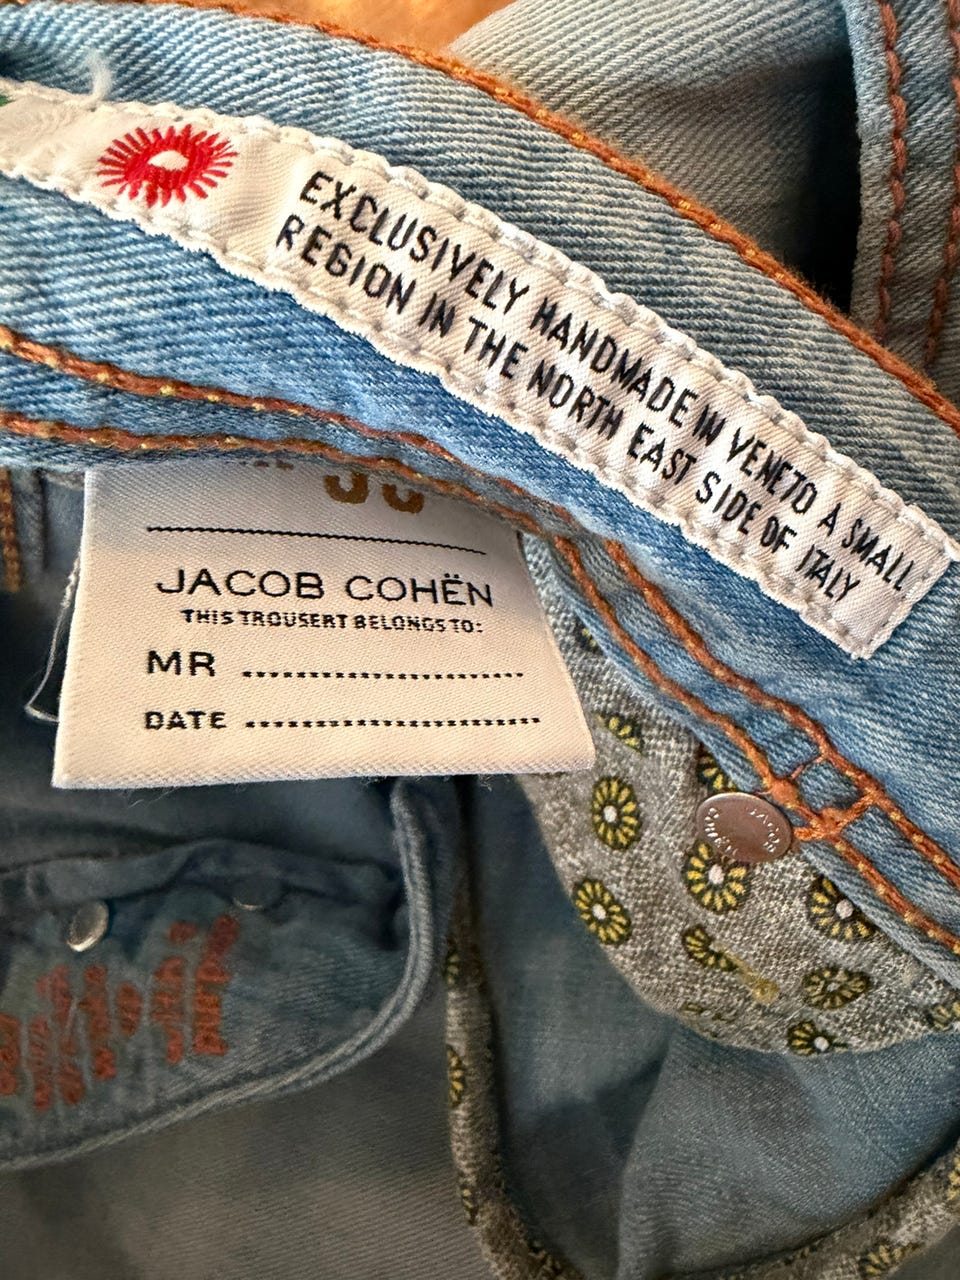 EXCLUSIVELY HANDMADE IN VENETO A SMALL
REGION IN THE NORTH EAST SIDE OF ITALY
JACOB COHËN
THIS TROUSERT BELONGS TO:
MR ........................
DATE ........................